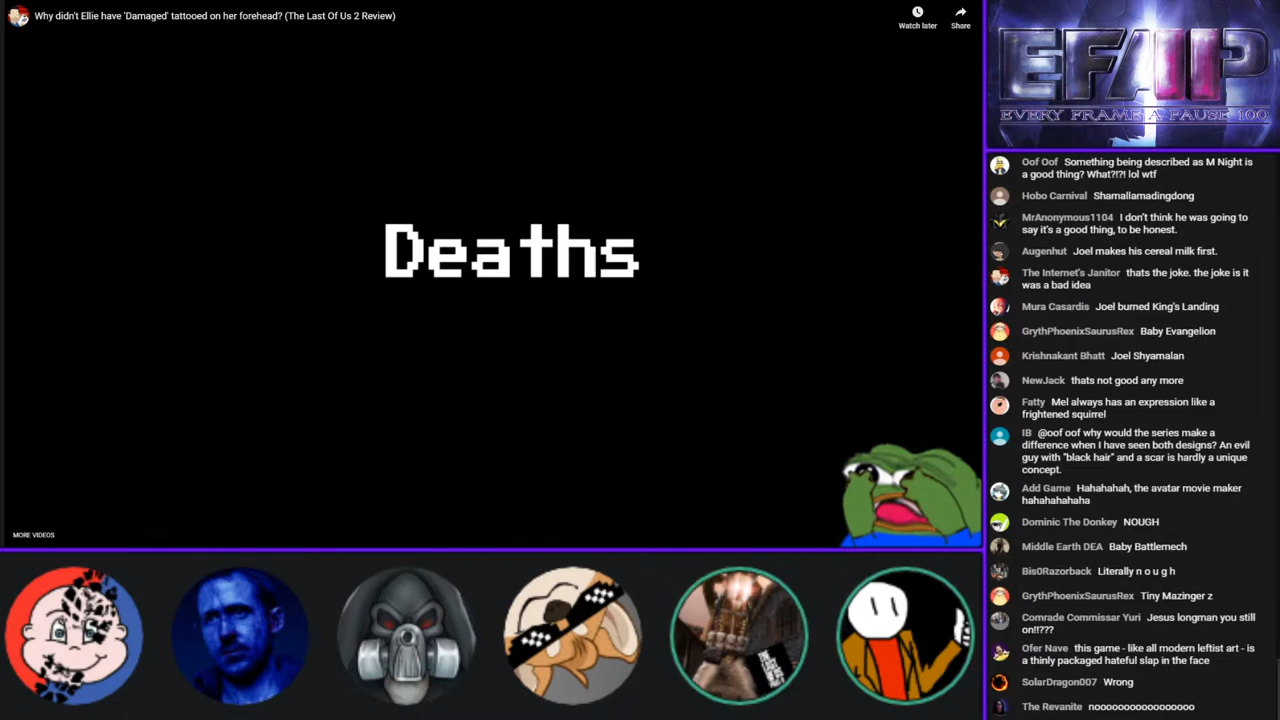 Why didn't Ellie have 'Damaged' tattooed on her forehead? (The Last Of Us 2 Review)
Watch later
Share
Deaths
MORE VIDEOS
EFAP
EVERY FRAME A PAUSE 100
Oof Oof Something being described as M Night is
a good thing? What?!?! lol wtf
Hobo Carnival Shamallamadingdong
MrAnonymous1104 I don't think he was going to
say it's a good thing, to be honest.
Augenhut Joel makes his cereal milk first.
The Internet's Janitor thats the joke. the joke is it
was a bad idea
Mura Casardis Joel burned King's Landing
GrythPhoenixSaurusRex Baby Evangelion
Krishnakant Bhatt Joel Shyamalan
NewJack thats not good any more
Fatty Mel always has an expression like a
frightened squirrel
IB @oof oof why would the series make a
difference when I have seen both designs? An evil
guy with "black hair" and a scar is hardly a unique
concept.
Add Game Hahahahah, the avatar movie maker
hahahahahaha
Dominic The Donkey NOUGH
Middle Earth DEA Baby Battlemech
Bis0Razorback Literally n o u g h
GrythPhoenixSaurusRex Tiny Mazinger z
Comrade Commissar Yuri Jesus longman you still
on!!???
Ofer Nave this game - like all modern leftist art - is
a thinly packaged hateful slap in the face
SolarDragon007 Wrong
The Revanite nooooooooooooooooo